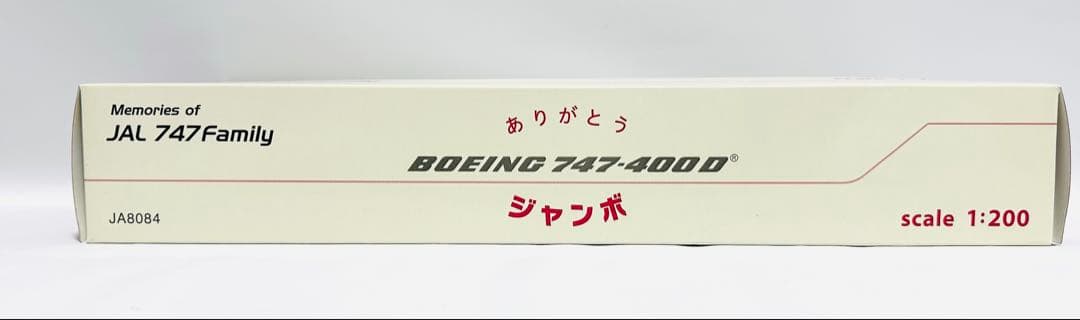 Memories of
JAL 747Family
ありがとう
BOEING 747-400D®
ジャンボ
JA8084
scale 1:200